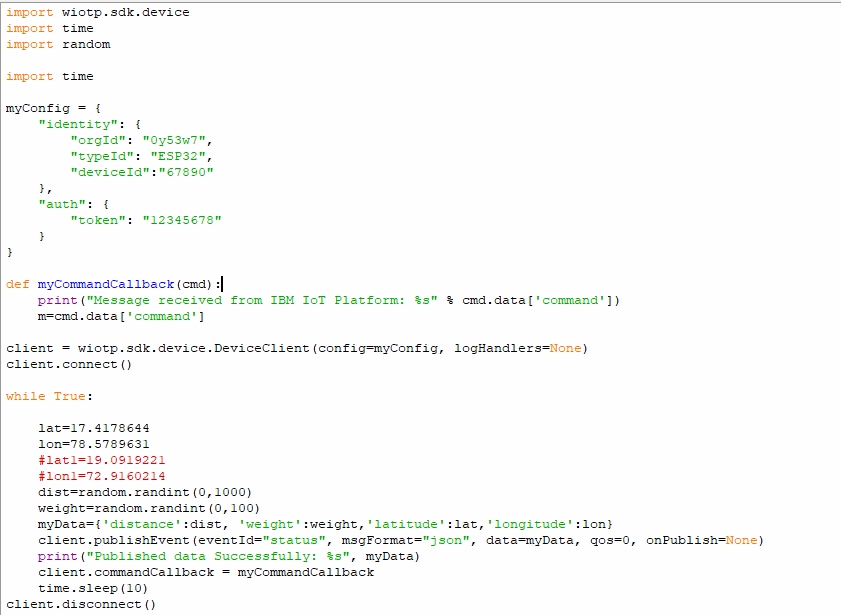 import wiotp.sdk.device
import time
import random

import time

myConfig = {
    "identity": {
        "orgId": "0y53w7",
        "typeId": "ESP32",
        "deviceId":"67890"
    },
    "auth": {
        "token": "12345678"
    }
}

def myCommandCallback(cmd):
    print("Message received from IBM IoT Platform: %s" % cmd.data['command'])
    m=cmd.data['command']

client = wiotp.sdk.device.DeviceClient(config=myConfig, logHandlers=None)
client.connect()

while True:

    lat=17.4178644
    lon=78.5789631
    #lat1=19.0919221
    #lon1=72.9160214
    dist=random.randint(0,1000)
    weight=random.randint(0,100)
    myData={'distance':dist, 'weight':weight,'latitude':lat,'longitude':lon}
    client.publishEvent(eventId="status", msgFormat="json", data=myData, qos=0, onPublish=None)
    print("Published data Successfully: %s", myData)
    client.commandCallback = myCommandCallback
    time.sleep(10)
client.disconnect()